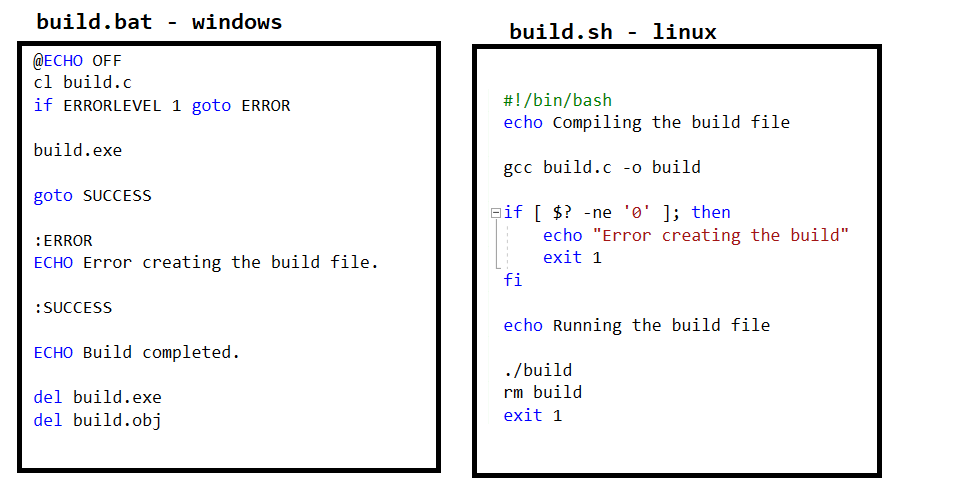 build.bat - windows
@ECHO OFF
cl build.c
if ERRORLEVEL 1 goto ERROR
build.exe
goto SUCCESS
:ERROR
ECHO Error creating the build file.
:SUCCESS
ECHO Build completed.
del build.exe
del build.obj
build.sh - linux
#!/bin/bash
echo Compiling the build file
gcc build.c -o build
if [ $? -ne '0' ]; then
echo "Error creating the build"
exit 1
fi
echo Running the build file
./build
rm build
exit 1